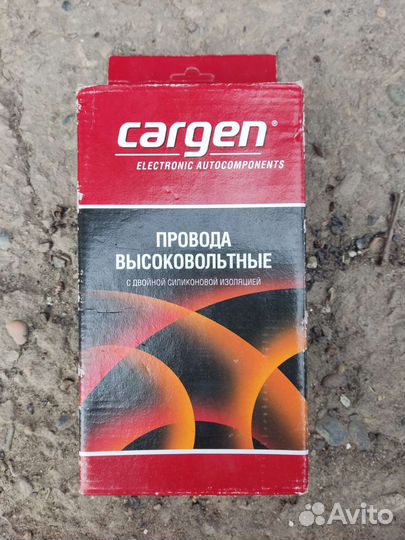 cargen®
ELECTRONIC AUTOCOMPONENTS
ПРОВОДА
ВЫСОКОВОЛЬТНЫЕ
С ДВОЙНОЙ СИЛИКОНОВОЙ ИЗОЛЯЦИЕЙ
Avito